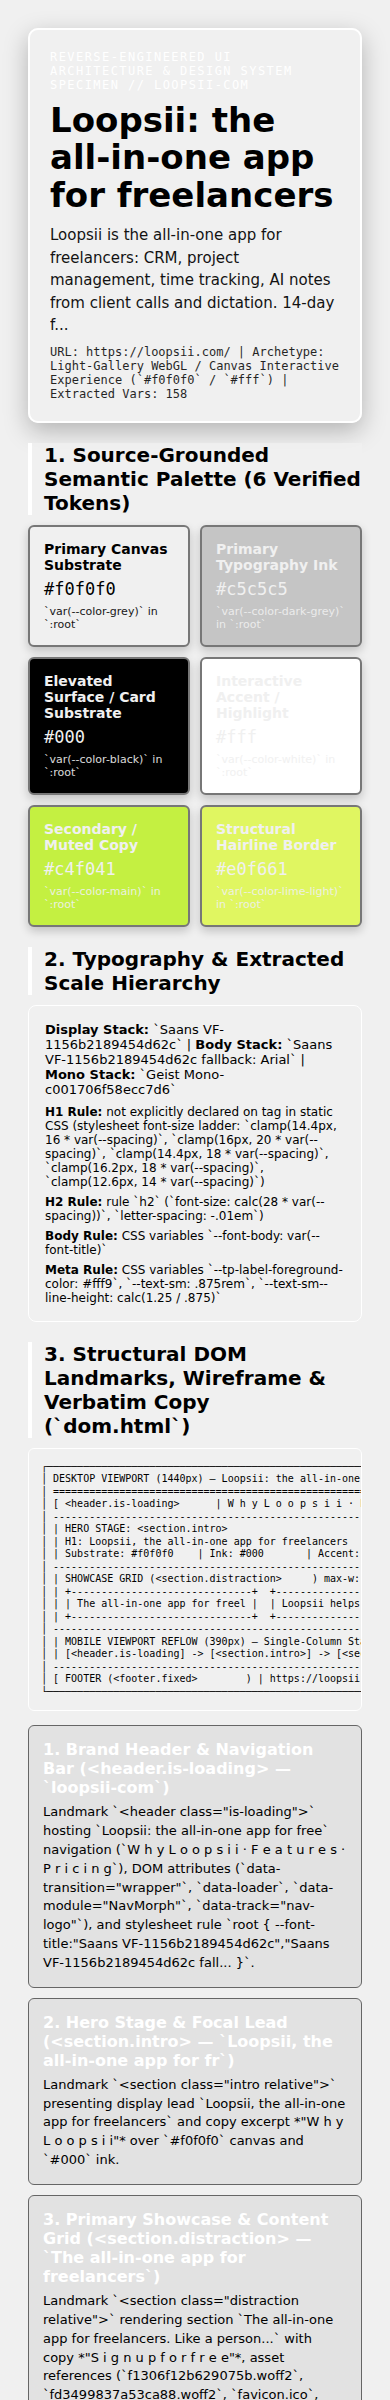 REVERSE-ENGINEERED UI
ARCHITECTURE & DESIGN SYSTEM
SPECIMEN // LOOPSII-COM
Loopsii: the
all-in-one app
for freelancers
Loopsii is the all-in-one app for
freelancers: CRM, project
management, time tracking, AI notes
from client calls and dictation. 14-day
f...
URL: https://loopsii.com/ | Archetype:
Light-Gallery WebGL / Canvas Interactive
Experience (`#f0f0f0` / `#fff`) |
Extracted Vars: 158
1. Source-Grounded
Semantic Palette (6 Verified
Tokens)
Primary Canvas
Substrate
#f0f0f0
`var(--color-grey)` in
`:root`
Primary
Typography Ink
#c5c5c5
`var(--color-dark-grey)`
in `:root`
Elevated
Surface / Card
Substrate
#000
`var(--color-black)` in
`:root`
Interactive
Accent /
Highlight
#fff
`var(--color-white)` in
`:root`
Secondary /
Muted Copy
#c4f041
`var(--color-main)` in
`:root`
Structural
Hairline Border
#e0f661
`var(--color-lime-light)`
in `:root`
2. Typography & Extracted
Scale Hierarchy
Display Stack: `Saans VF-
1156b2189454d62c` | Body Stack: `Saans
VF-1156b2189454d62c fallback: Arial` |
Mono Stack: `Geist Mono-
c001706f58ecc7d6`
H1 Rule: not explicitly declared on tag in static
CSS (stylesheet font-size ladder: `clamp(14.4px,
16 * var(--spacing)`, `clamp(16px, 20 * var(--
spacing)`, `clamp(14.4px, 18 * var(--spacing)`,
`clamp(16.2px, 18 * var(--spacing)`,
`clamp(12.6px, 14 * var(--spacing)`)
H2 Rule: rule `h2` (`font-size: calc(28 * var(--
spacing))`, `letter-spacing: -.01em`)
Body Rule: CSS variables `--font-body: var(--
font-title)`
Meta Rule: CSS variables `--tp-label-foreground-
color: #fff9`, `--text-sm: .875rem`, `--text-sm--
line-height: calc(1.25 / .875)`
3. Structural DOM
Landmarks, Wireframe &
Verbatim Copy
(`dom.html`)
DESKTOP VIEWPORT (1440px) — Loopsii: the all-in-one
[ <header.is-loading> | W h y L o o p s i i ·
HERO STAGE: <section.intro>
H1: Loopsii, the all-in-one app for freelancers
Substrate: #f0f0f0 | Ink: #000 | Accent:
SHOWCASE GRID (<section.distraction> ) max-w:
| The all-in-one app for freel | | Loopsii helps
MOBILE VIEWPORT REFLOW (390px) — Single-Column St
[<header.is-loading] -> [<section.intro>] -> [<se
[ FOOTER (<footer.fixed> ) | https://loopsii
1. Brand Header & Navigation
Bar (<header.is-loading> —
`loopsii-com`)
Landmark `<header class="is-loading">`
hosting `Loopsii: the all-in-one app for free`
navigation (`W h y L o o p s i i · F e a t u r e s ·
P r i c i n g`), DOM attributes (`data-
transition="wrapper"`, `data-loader`, `data-
module="NavMorph"`, `data-track="nav-
logo"`), and stylesheet rule `root { --font-
title:"Saans VF-1156b2189454d62c","Saans
VF-1156b2189454d62c fall... }`.
2. Hero Stage & Focal Lead
(<section.intro> — `Loopsii, the
all-in-one app for fr`)
Landmark `<section class="intro relative">`
presenting display lead `Loopsii, the all-in-one
app for freelancers` and copy excerpt *"W h y
L o o p s i i"* over `#f0f0f0` canvas and
`#000` ink.
3. Primary Showcase & Content
Grid (<section.distraction> —
`The all-in-one app for
freelancers`)
Landmark `<section class="distraction
relative">` rendering section `The all-in-one
app for freelancers. Like a person...` with
copy *"S i g n u p f o r f r e e"*, asset
references (`f1306f12b629075b.woff2`,
`fd3499837a53ca88.woff2`, `favicon.ico`,